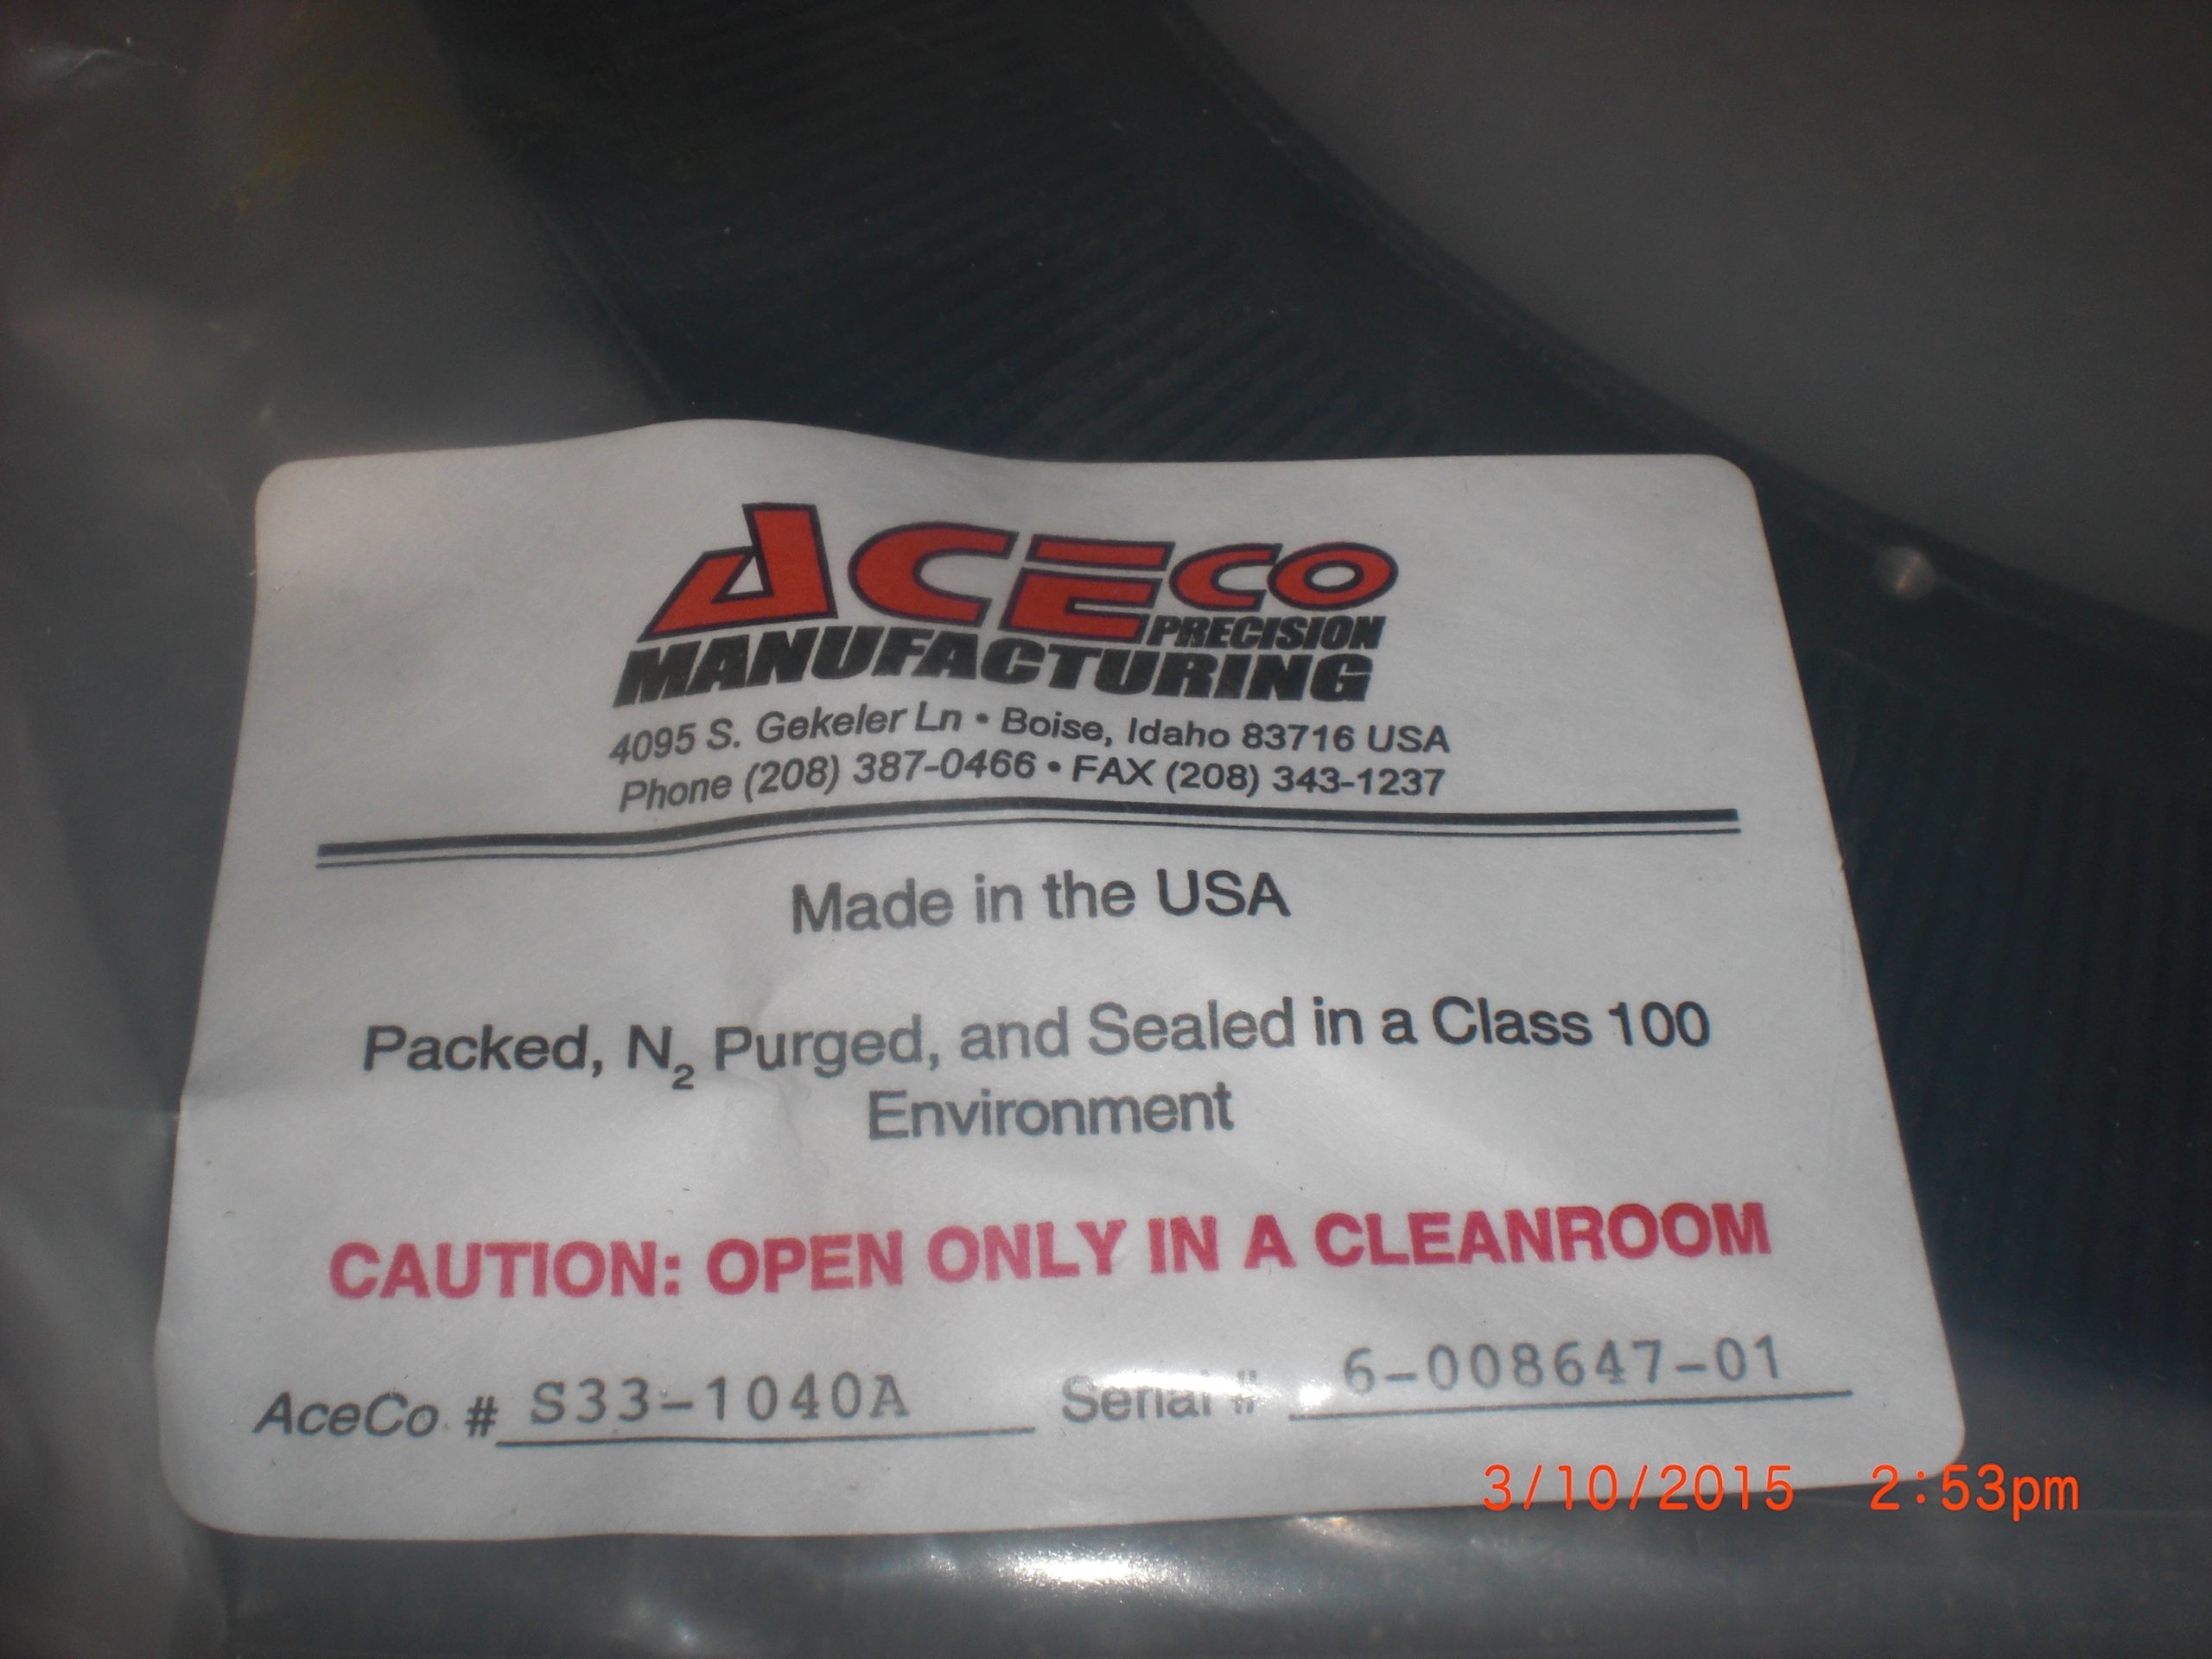 ACECO
PRECISION
MANUFACTURING
4095 S. Gekeler Ln • Boise, Idaho 83716 USA
Phone (208) 387-0466 • FAX (208) 343-1237
Made in the USA
Packed, N₂ Purged, and Sealed in a Class 100
Environment
CAUTION: OPEN ONLY IN A CLEANROOM
AceCo # S33-1040A Serial # 6-008647-01
3/10/2015 2:53pm